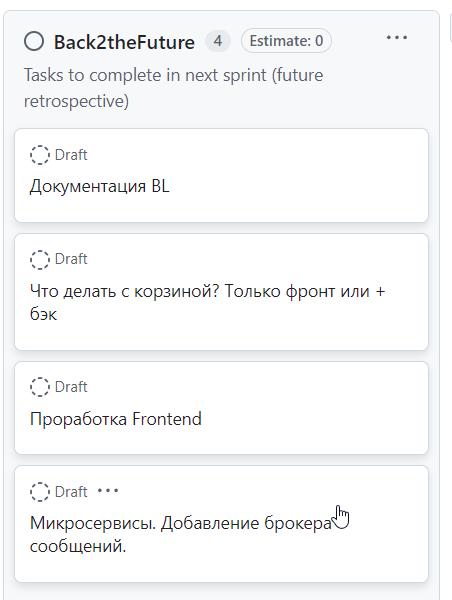 Back2theFuture 4 Estimate: 0 ...
Tasks to complete in next sprint (future
retrospective)
Draft
Документация BL
Draft
Что делать с корзиной? Только фронт или +
бэк
Draft
Проработка Frontend
Draft ...
Микросервисы. Добавление брокера
сообщений.